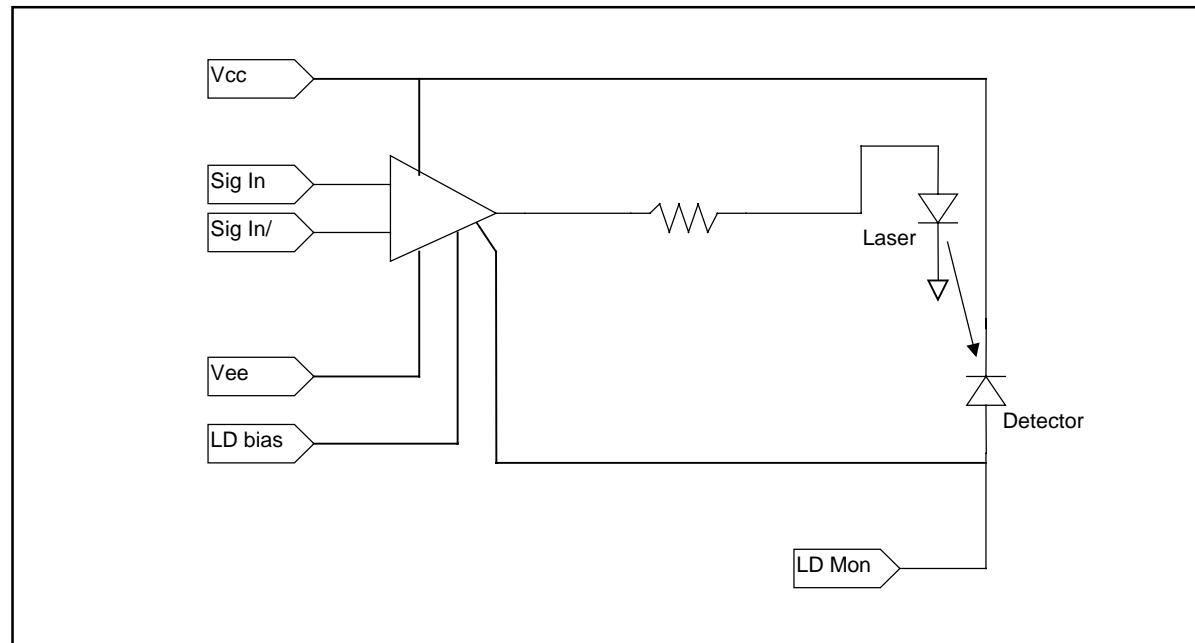 Vcc
Sig In
Sig In/
Laser
Vee
Detector
LD bias
LD Mon